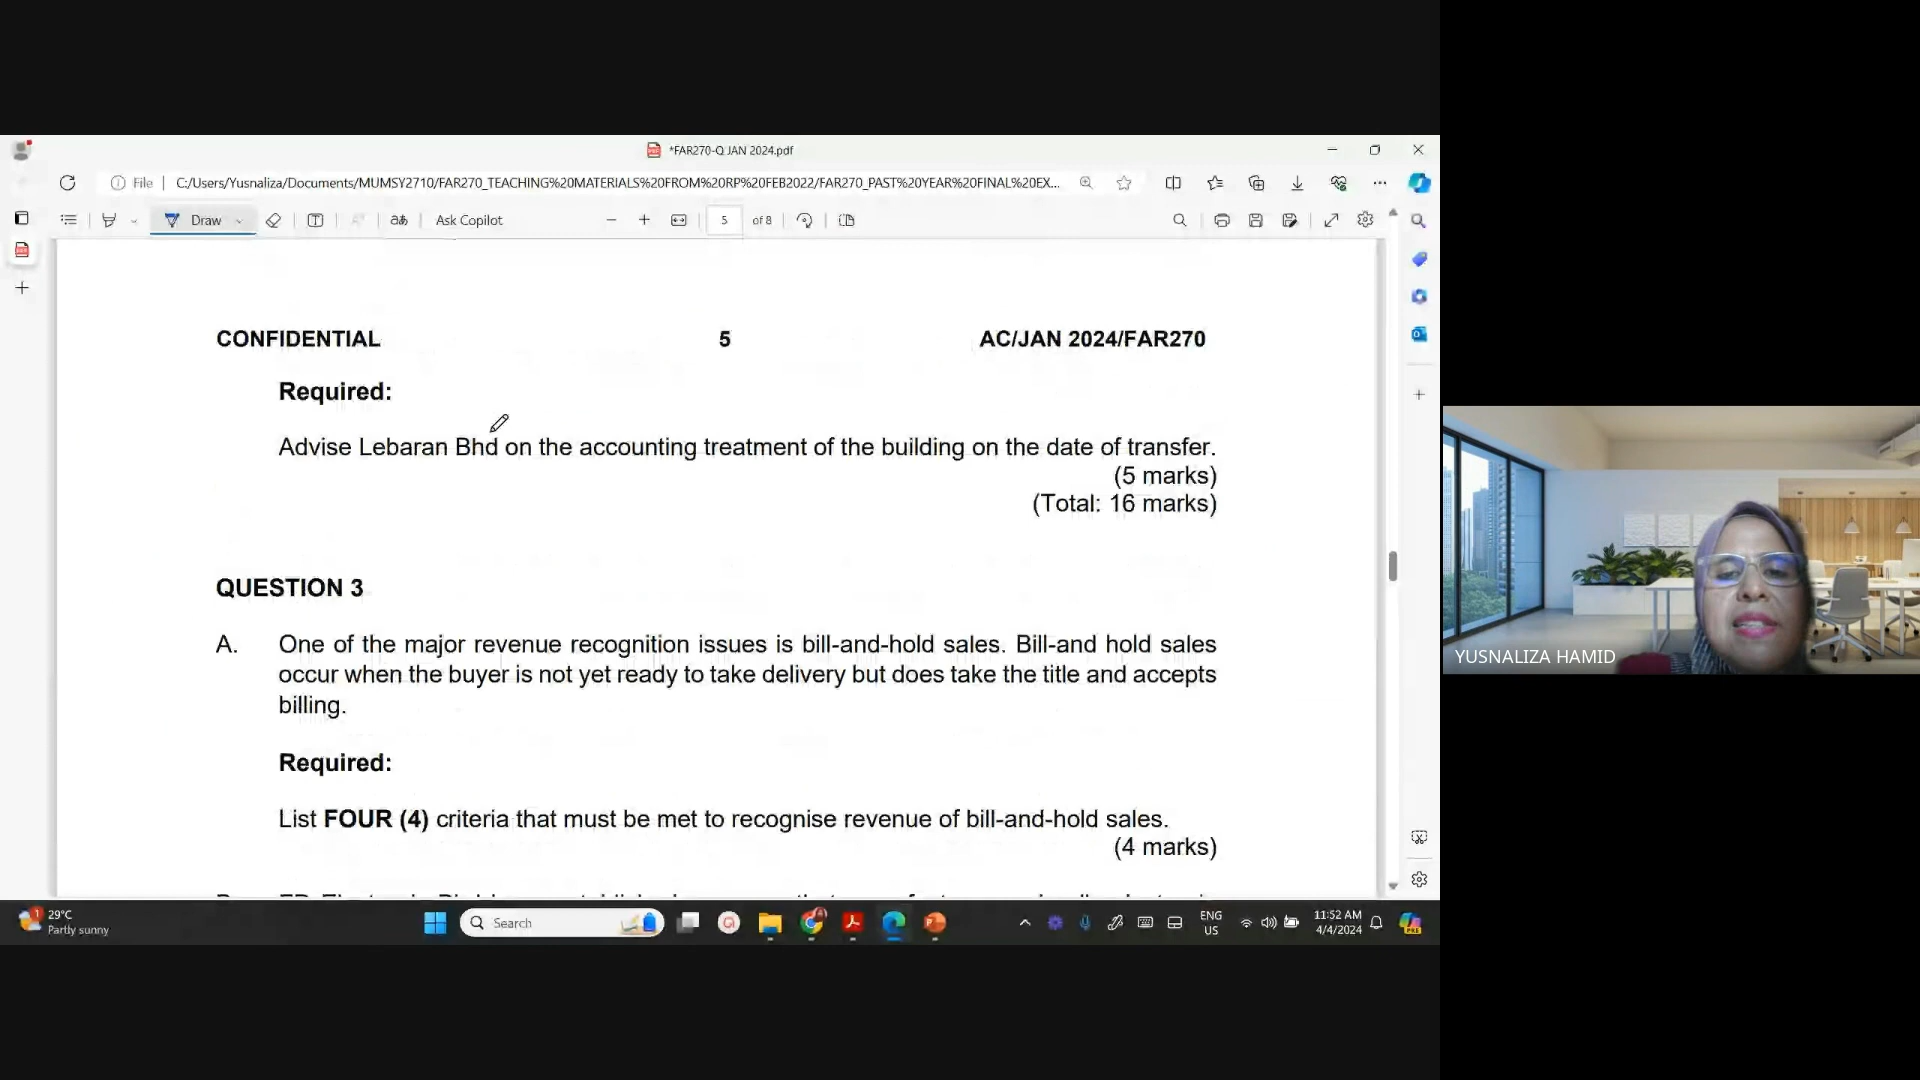 *FAR270-Q JAN 2024.pdf
File
C:/Users/Yusnaliza/Documents/MUMSY2710/FAR270_TEACHING%20MATERIALS%20FROM%20RP%20FEB2022/FAR270_PAST%20YEAR%20FINAL%20EX...
Draw
Ask Copilot
5
of 8
CONFIDENTIAL 5 AC/JAN 2024/FAR270
Required:
Advise Lebaran Bhd on the accounting treatment of the building on the date of transfer.
(5 marks)
(Total: 16 marks)
QUESTION 3
A. One of the major revenue recognition issues is bill-and-hold sales. Bill-and hold sales
occur when the buyer is not yet ready to take delivery but does take the title and accepts
billing.
Required:
List FOUR (4) criteria that must be met to recognise revenue of bill-and-hold sales.
(4 marks)
YUSNALIZA HAMID
1
29°C
Partly sunny
Search
ENG
US
11:52 AM
4/4/2024